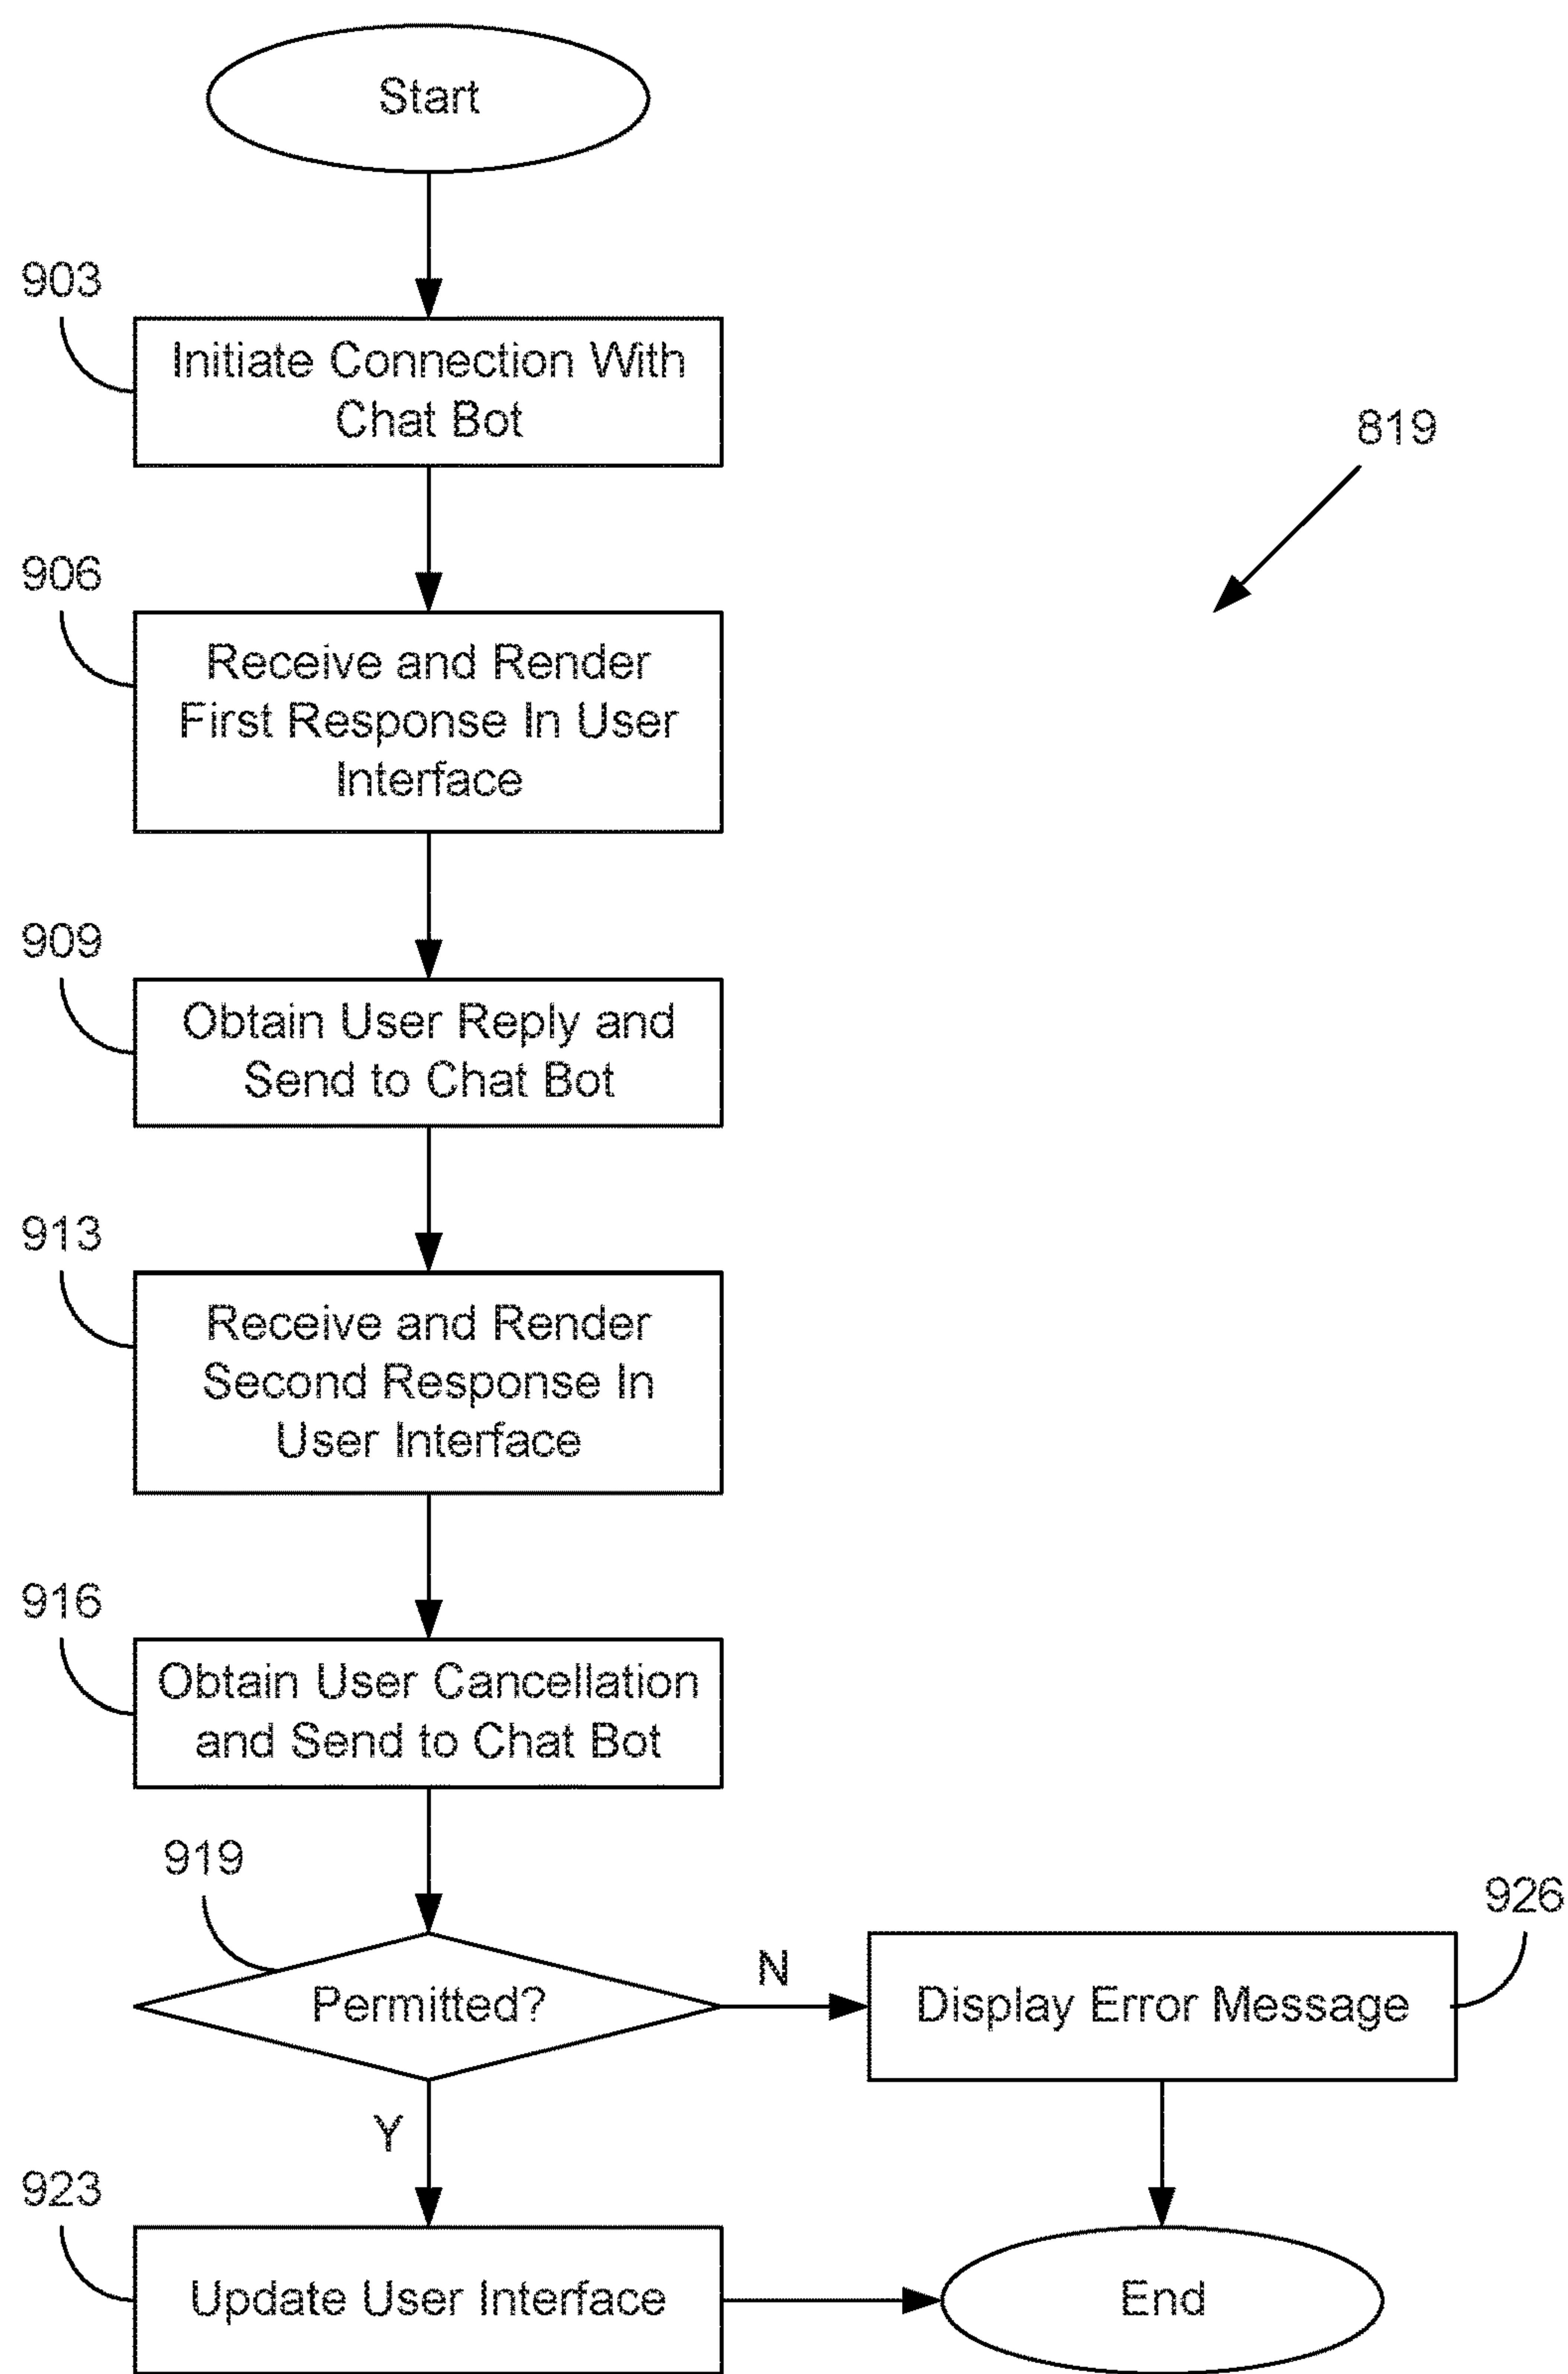 Start
903
Initiate Connection With
Chat Bot
819
906
Receive and Render
First Response In User
Interface
909
Obtain User Reply and
Send to Chat Bot
913
Receive and Render
Second Response In
User Interface
916
Obtain User Cancellation
and Send to Chat Bot
919
Permitted?
N
926
Display Error Message
Y
923
Update User Interface
End